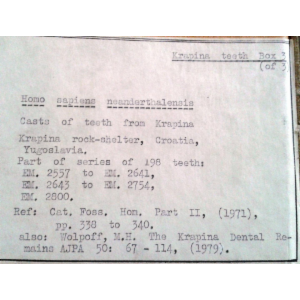 Krapina teeth Box 3
(of 3
Homo sapiens neanderthalensis
Casts of teeth from Krapina
Krapina rock-shelter, Croatia,
Yugoslavia.
Part of series of 198 teeth:
EM. 2557 to EM. 2641,
EM. 2643 to EM. 2754,
EM. 2800.
Ref: Cat. Foss. Hom. Part II, (1971),
pp. 338 to 340.
also: Wolpoff, M.H. The Krapina Dental Re-
mains AJPA 50: 67 - 114, (1979).